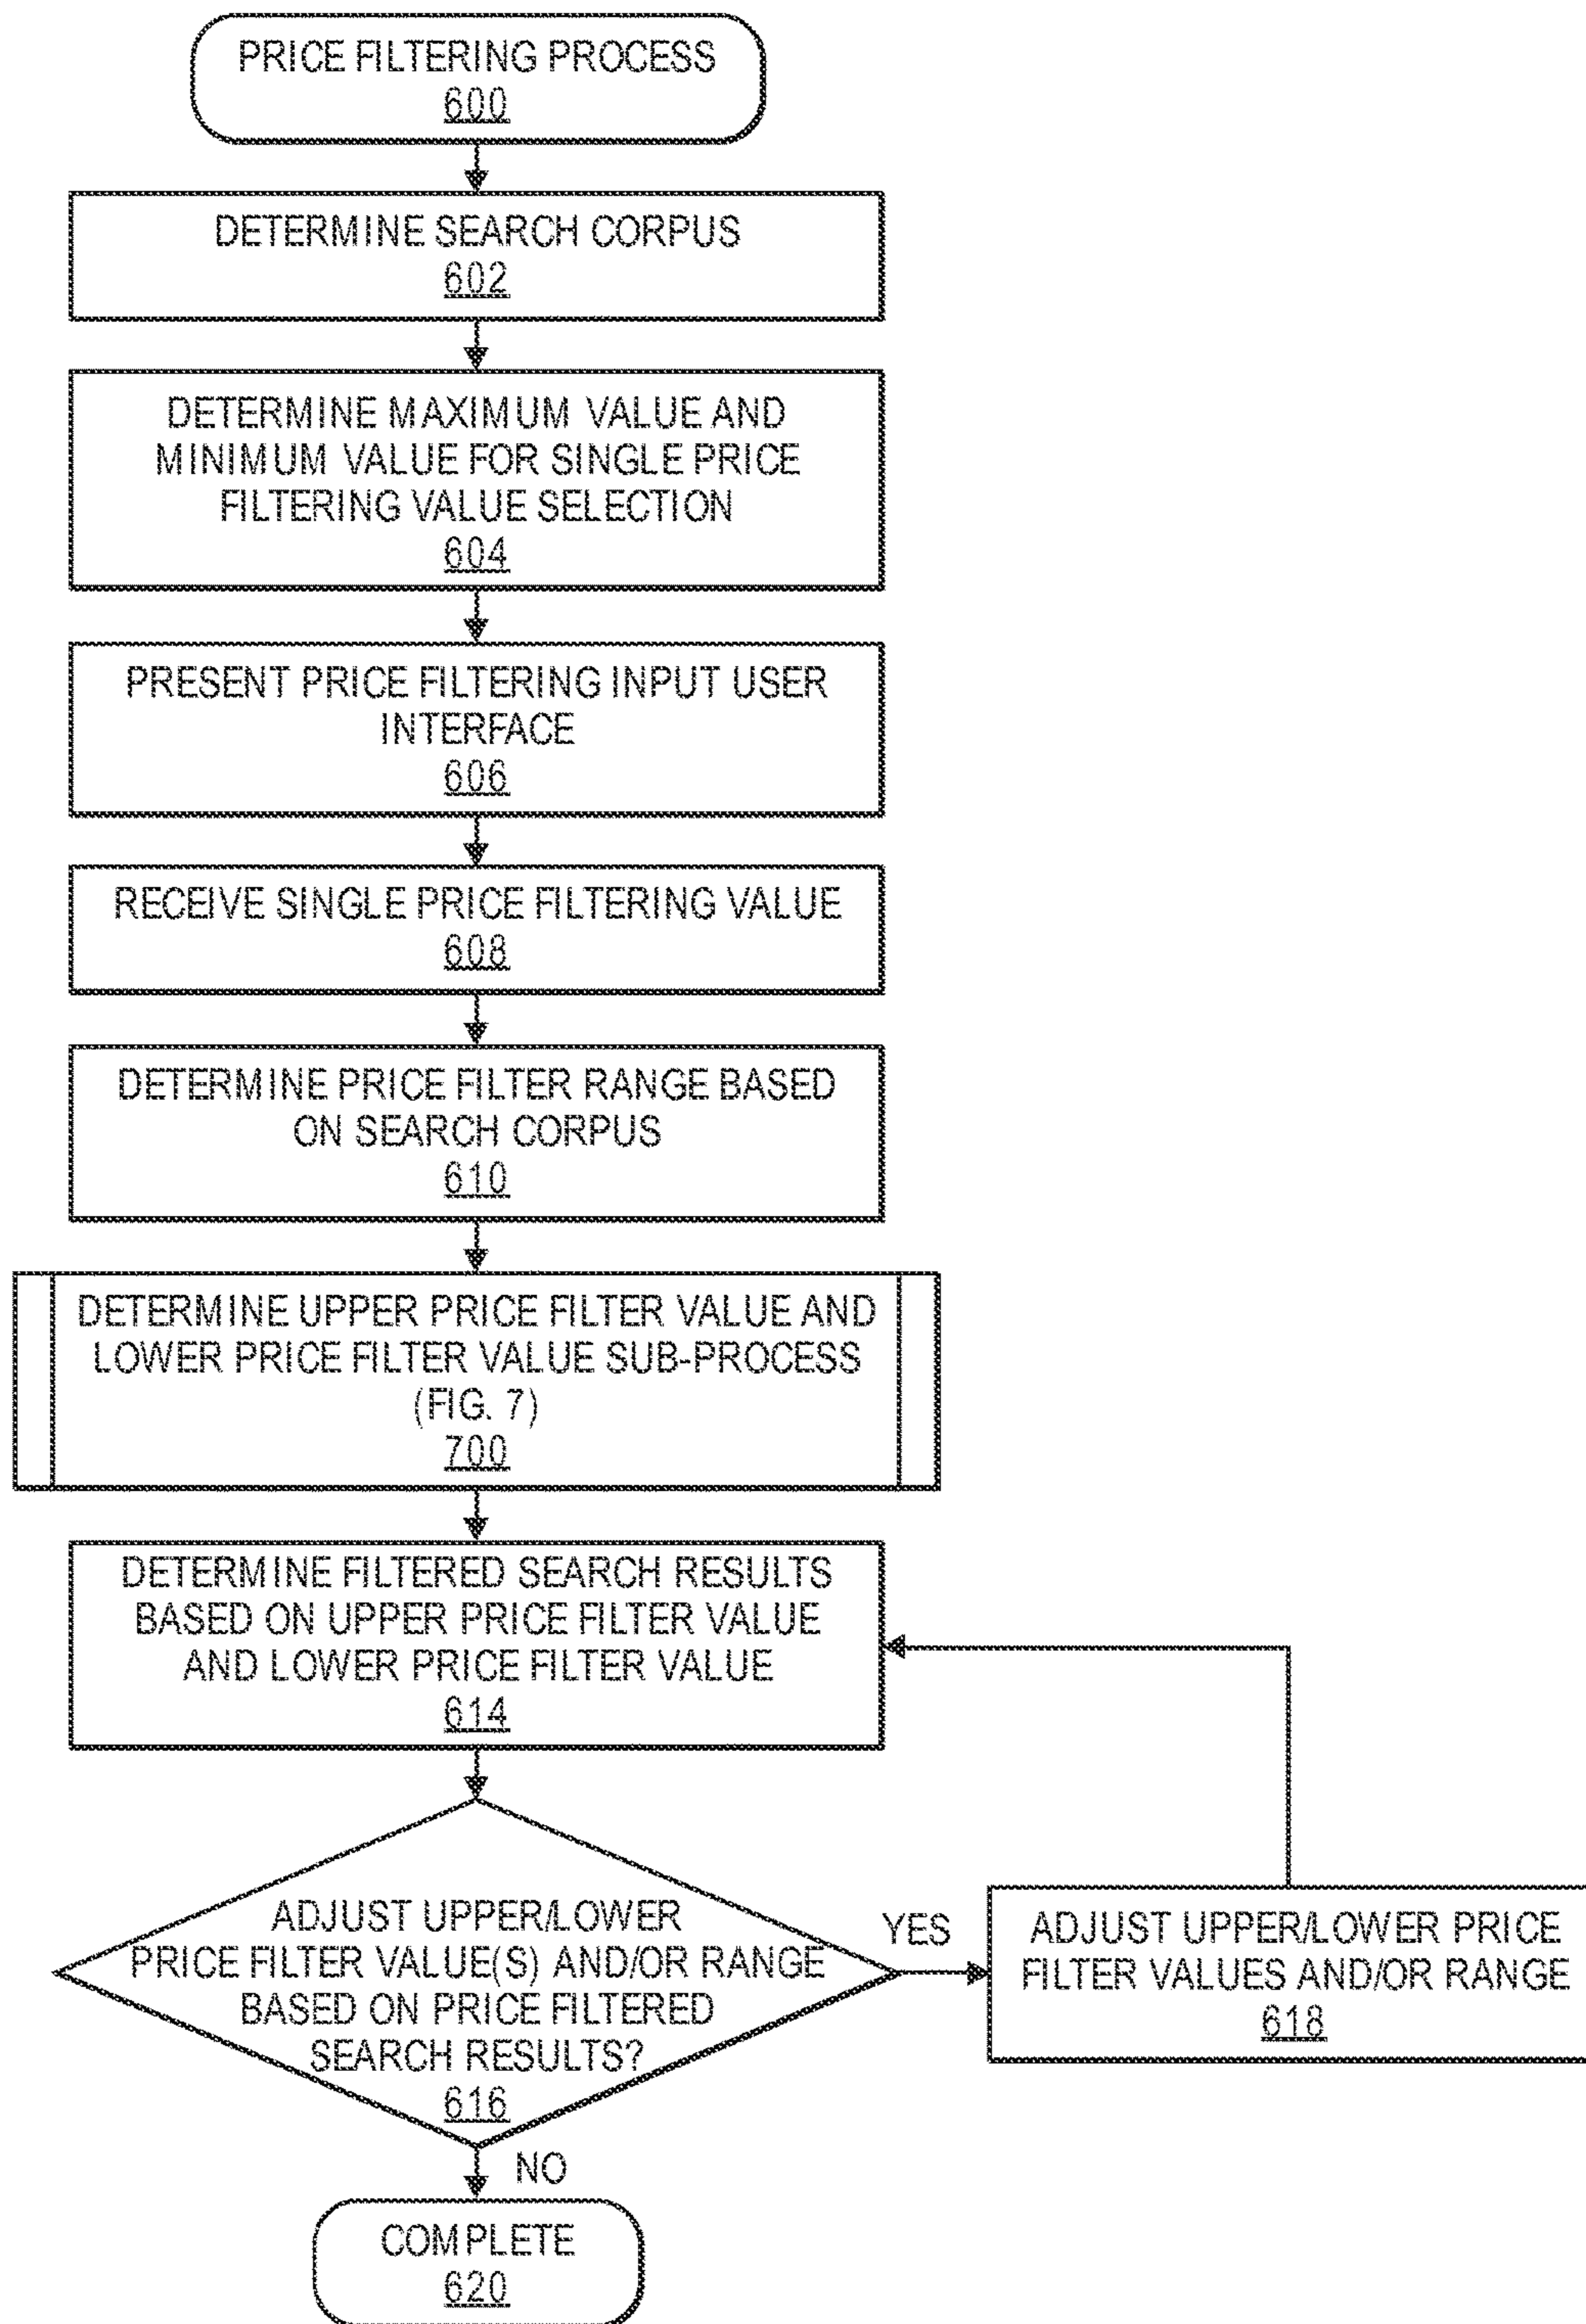 PRICE FILTERING PROCESS
600
DETERMINE SEARCH CORPUS
602
DETERMINE MAXIMUM VALUE AND
MINIMUM VALUE FOR SINGLE PRICE
FILTERING VALUE SELECTION
604
PRESENT PRICE FILTERING INPUT USER
INTERFACE
606
RECEIVE SINGLE PRICE FILTERING VALUE
608
DETERMINE PRICE FILTER RANGE BASED
ON SEARCH CORPUS
610
DETERMINE UPPER PRICE FILTER VALUE AND
LOWER PRICE FILTER VALUE SUB-PROCESS
(FIG. 7)
700
DETERMINE FILTERED SEARCH RESULTS
BASED ON UPPER PRICE FILTER VALUE
AND LOWER PRICE FILTER VALUE
614
ADJUST UPPER/LOWER
PRICE FILTER VALUE(S) AND/OR RANGE
BASED ON PRICE FILTERED
SEARCH RESULTS?
616
YES
ADJUST UPPER/LOWER PRICE
FILTER VALUES AND/OR RANGE
618
NO
COMPLETE
620